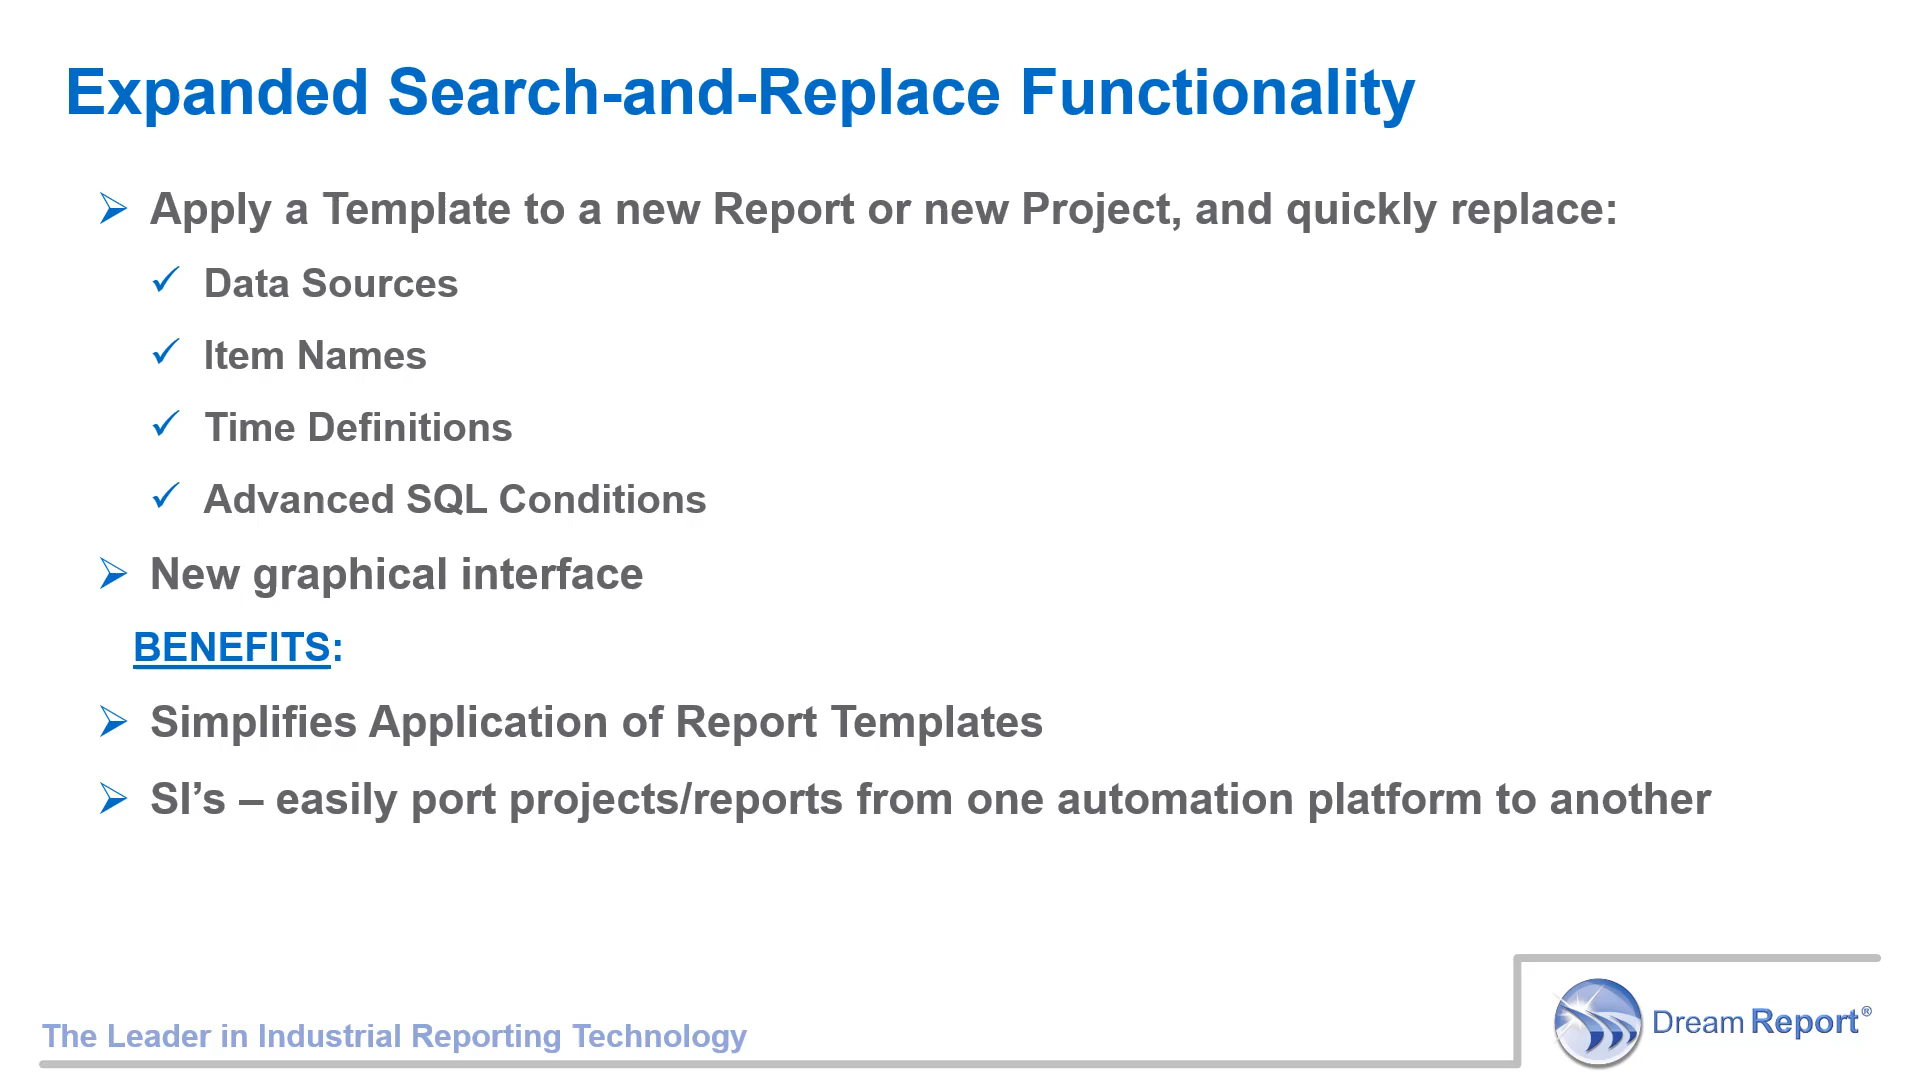 Expanded Search-and-Replace Functionality
Apply a Template to a new Report or new Project, and quickly replace:
Data Sources
Item Names
Time Definitions
Advanced SQL Conditions
New graphical interface
BENEFITS:
Simplifies Application of Report Templates
SI’s – easily port projects/reports from one automation platform to another
The Leader in Industrial Reporting Technology
Dream Report®